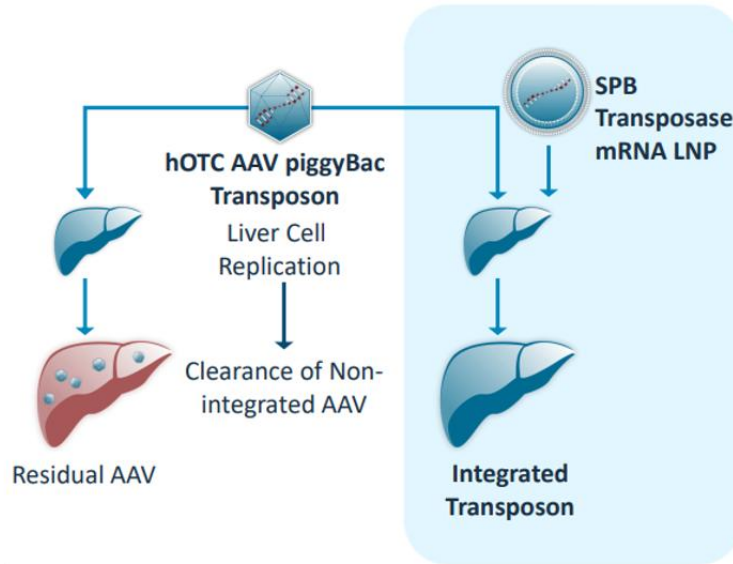 SPB
Transposase
mRNA LNP
hOTC AAV piggyBac
Transposon
Liver Cell
Replication
Clearance of Non-
integrated AAV
Residual AAV
Integrated
Transposon